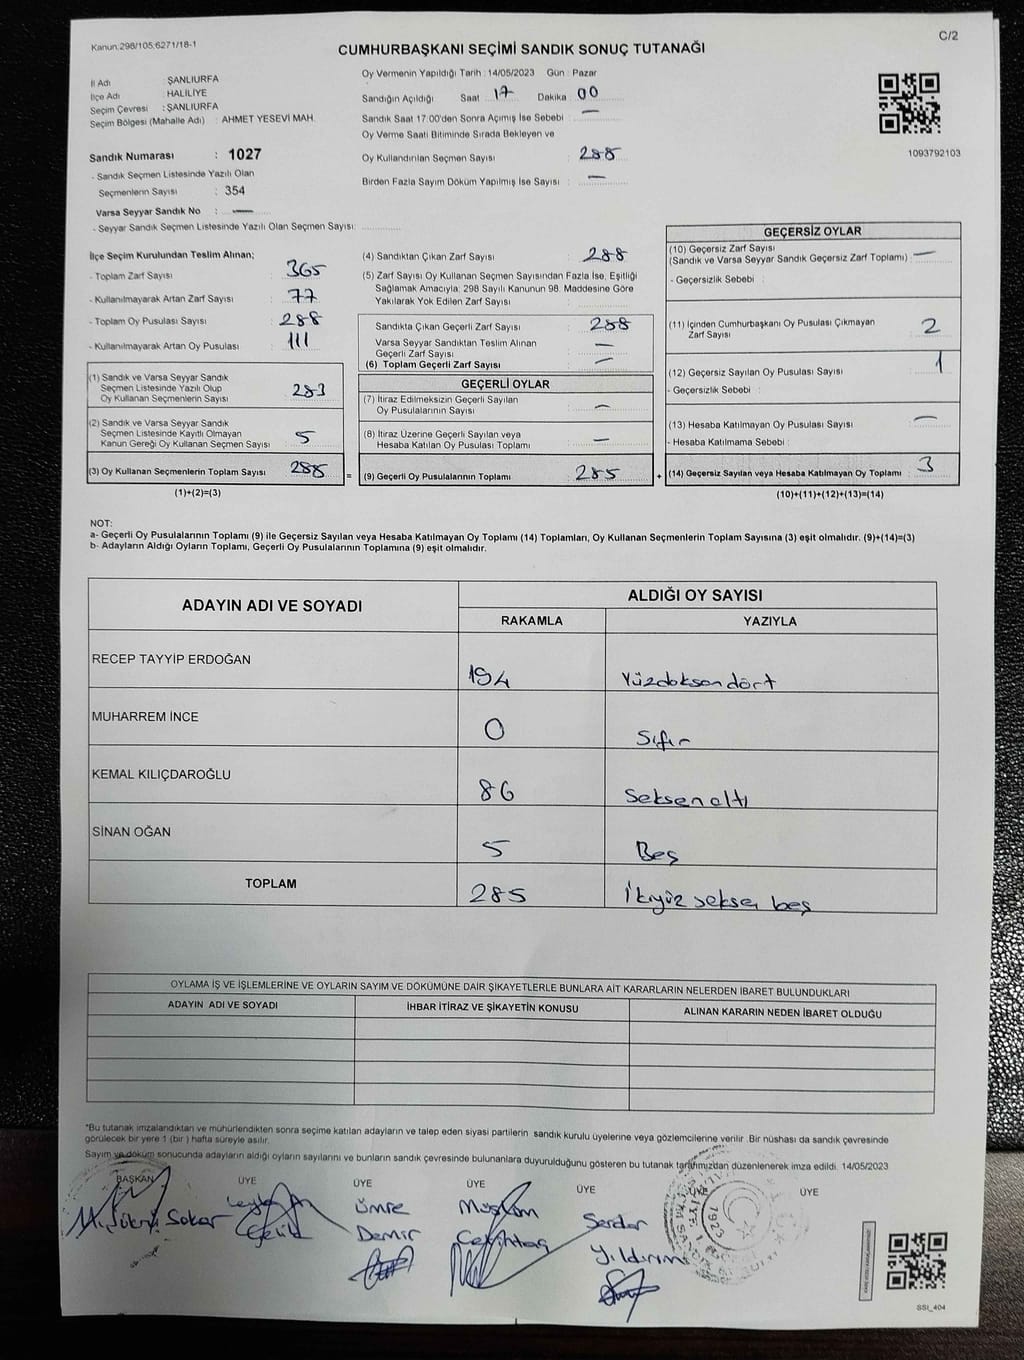 Kanun.298/105;6271/18-1
C/2
CUMHURBAŞKANI SEÇİMİ SANDIK SONUÇ TUTANAĞI
İl Adı : ŞANLIURFA
İlçe Adı : HALİLİYE
Seçim Çevresi : ŞANLIURFA
Seçim Bölgesi (Mahalle Adı) : AHMET YESEVİ MAH.
Oy Vermenin Yapıldığı Tarih : 14/05/2023 Gün : Pazar
Sandığın Açıldığı Saat 17 Dakika 00
Sandık Saat 17:00'den Sonra Açımış İse Sebebi : —
Oy Verme Saati Bitiminde Sırada Bekleyen ve
Oy Kullandırılan Seçmen Sayısı : 288
Birden Fazla Sayım Döküm Yapılmış İse Sayısı : —
1093792103
Sandık Numarası : 1027
- Sandık Seçmen Listesinde Yazılı Olan
Seçmenlerin Sayısı : 354
Varsa Seyyar Sandık No : —
- Seyyar Sandık Seçmen Listesinde Yazılı Olan Seçmen Sayısı:
İlçe Seçim Kurulundan Teslim Alınan;
- Toplam Zarf Sayısı : 365
- Kullanılmayarak Artan Zarf Sayısı : 77
- Toplam Oy Pusulası Sayısı : 288
- Kullanılmayarak Artan Oy Pusulası : 111
(1) Sandık ve Varsa Seyyar Sandık
Seçmen Listesinde Yazılı Olup
Oy Kullanan Seçmenlerin Sayısı : 283
(2) Sandık ve Varsa Seyyar Sandık
Seçmen Listesinde Kayıtlı Olmayan
Kanun Gereği Oy Kullanan Seçmen Sayısı : 5
(3) Oy Kullanan Seçmenlerin Toplam Sayısı : 288 =
(1)+(2)=(3)
(4) Sandıktan Çıkan Zarf Sayısı : 288
(5) Zarf Sayısı Oy Kullanan Seçmen Sayısından Fazla İse, Eşitliği
Sağlamak Amacıyla; 298 Sayılı Kanunun 98. Maddesine Göre
Yakılarak Yok Edilen Zarf Sayısı :
Sandıkta Çıkan Geçerli Zarf Sayısı : 288
Varsa Seyyar Sandıktan Teslim Alınan
Geçerli Zarf Sayısı : —
(6) Toplam Geçerli Zarf Sayısı : —
GEÇERLİ OYLAR
(7) İtiraz Edilmeksizin Geçerli Sayılan
Oy Pusulalarının Sayısı : —
(8) İtiraz Üzerine Geçerli Sayılan veya
Hesaba Katılan Oy Pusulası Toplamı : —
(9) Geçerli Oy Pusulalarının Toplamı : 285 +
GEÇERSİZ OYLAR
(10) Geçersiz Zarf Sayısı
(Sandık ve Varsa Seyyar Sandık Geçersiz Zarf Toplamı) : —
- Geçersizlik Sebebi :
(11) İçinden Cumhurbaşkanı Oy Pusulası Çıkmayan
Zarf Sayısı : 2
(12) Geçersiz Sayılan Oy Pusulası Sayısı : 1
- Geçersizlik Sebebi :
(13) Hesaba Katılmayan Oy Pusulası Sayısı : —
- Hesaba Katılmama Sebebi :
(14) Geçersiz Sayılan veya Hesaba Katılmayan Oy Toplamı : 3
(10)+(11)+(12)+(13)=(14)
NOT:
a- Geçerli Oy Pusulalarının Toplamı (9) ile Geçersiz Sayılan veya Hesaba Katılmayan Oy Toplamı (14) Toplamları, Oy Kullanan Seçmenlerin Toplam Sayısına (3) eşit olmalıdır. (9)+(14)=(3)
b- Adayların Aldığı Oyların Toplamı, Geçerli Oy Pusulalarının Toplamına (9) eşit olmalıdır.
ADAYIN ADI VE SOYADI
ALDIĞI OY SAYISI
RAKAMLA YAZIYLA
RECEP TAYYİP ERDOĞAN 194 Yüzdoksandört
MUHARREM İNCE 0 Sıfır
KEMAL KILIÇDAROĞLU 86 Seksenaltı
SİNAN OĞAN 5 Beş
TOPLAM 285 İkiyüz seksen beş
OYLAMA İŞ VE İŞLEMLERİNE VE OYLARIN SAYIM VE DÖKÜMÜNE DAİR ŞİKAYETLERLE BUNLARA AİT KARARLARIN NELERDEN İBARET BULUNDUKLARI
ADAYIN ADI VE SOYADI İHBAR İTİRAZ VE ŞİKAYETİN KONUSU ALINAN KARARIN NEDEN İBARET OLDUĞU
*Bu tutanak imzalandıktan ve mühürlendikten sonra seçime katılan adayların ve talep eden siyasi partilerin sandık kurulu üyelerine veya gözlemcilerine verilir. Bir nüshası da sandık çevresinde
görülecek bir yere 1 (bir) hafta süreyle asılır.
Sayım ve döküm sonucunda adayların aldığı oyların sayılarını ve bunların sandık çevresinde bulunanlara duyurulduğunu gösteren bu tutanak tarafımızdan düzenlenerek imza edildi. 14/05/2023
BAŞKAN ÜYE ÜYE ÜYE ÜYE ÜYE ÜYE
M. Şükrü Sakar
Leyla Çelik
Ümre Demir
Müslüm
Serdar Yıldırım
1923
SSI_404